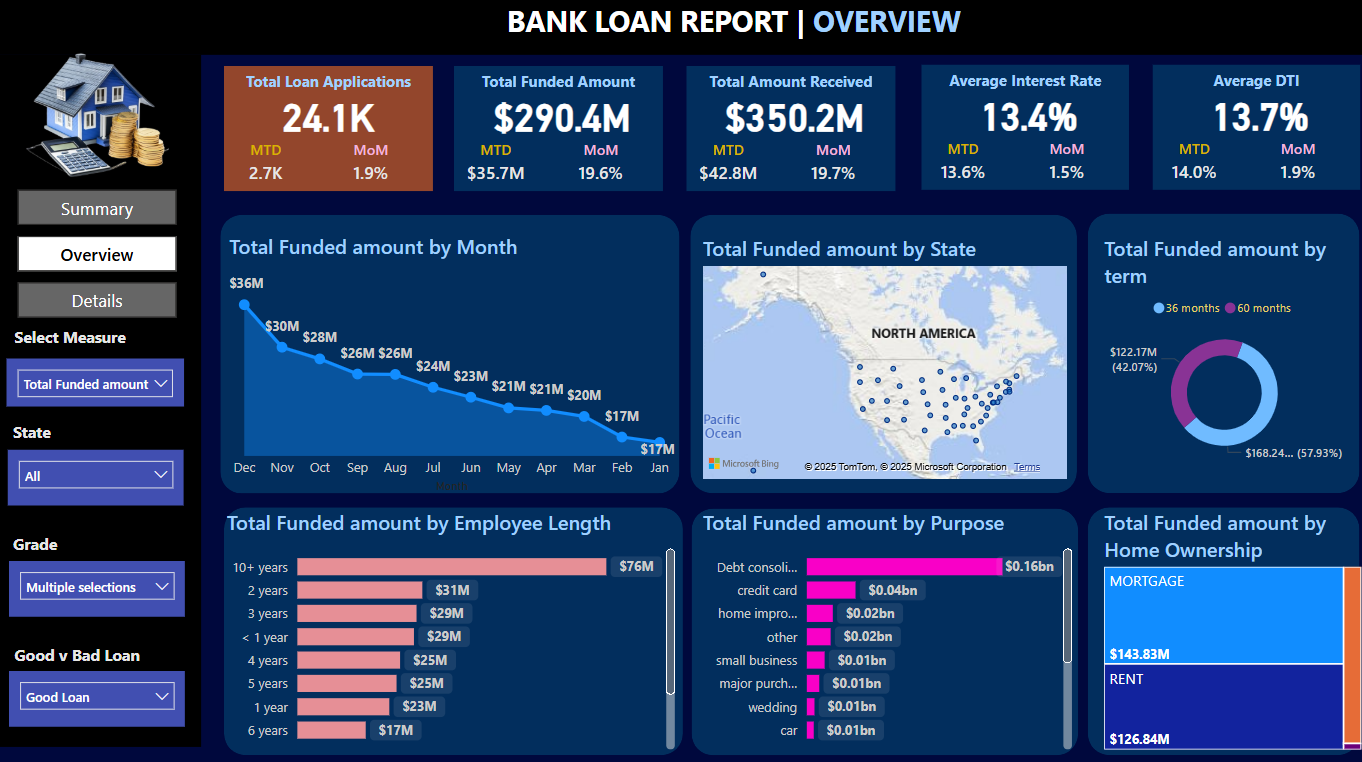 BANK LOAN REPORT | OVERVIEW
Total Loan Applications
24.1K
MTD MoM
2.7K 1.9%
Total Funded Amount
$290.4M
MTD MoM
$35.7M 19.6%
Total Amount Received
$350.2M
MTD MoM
$42.8M 19.7%
Average Interest Rate
13.4%
MTD MoM
13.6% 1.5%
Average DTI
13.7%
MTD MoM
14.0% 1.9%
Summary
Overview
Details
Select Measure
Total Funded amount
State
All
Grade
Multiple selections
Good v Bad Loan
Good Loan
Total Funded amount by Month
$36M
$30M
$28M
$26M
$26M
$24M
$23M
$21M
$21M
$20M
$17M
$17M
Dec Nov Oct Sep Aug Jul Jun May Apr Mar Feb Jan
Total Funded amount by State
NORTH AMERICA
Pacific
Ocean
Microsoft Bing
© 2025 TomTom, © 2025 Microsoft Corporation Terms
Total Funded amount by
term
36 months 60 months
$122.17M
(42.07%)
$168.24... (57.93%)
Total Funded amount by Employee Length
10+ years $76M
2 years $31M
3 years $29M
< 1 year $29M
4 years $25M
5 years $25M
1 year $23M
6 years $17M
Total Funded amount by Purpose
Debt consoli... $0.16bn
credit card $0.04bn
home impro... $0.02bn
other $0.02bn
small business $0.01bn
major purch... $0.01bn
wedding $0.01bn
car $0.01bn
Total Funded amount by
Home Ownership
MORTGAGE
$143.83M
RENT
$126.84M